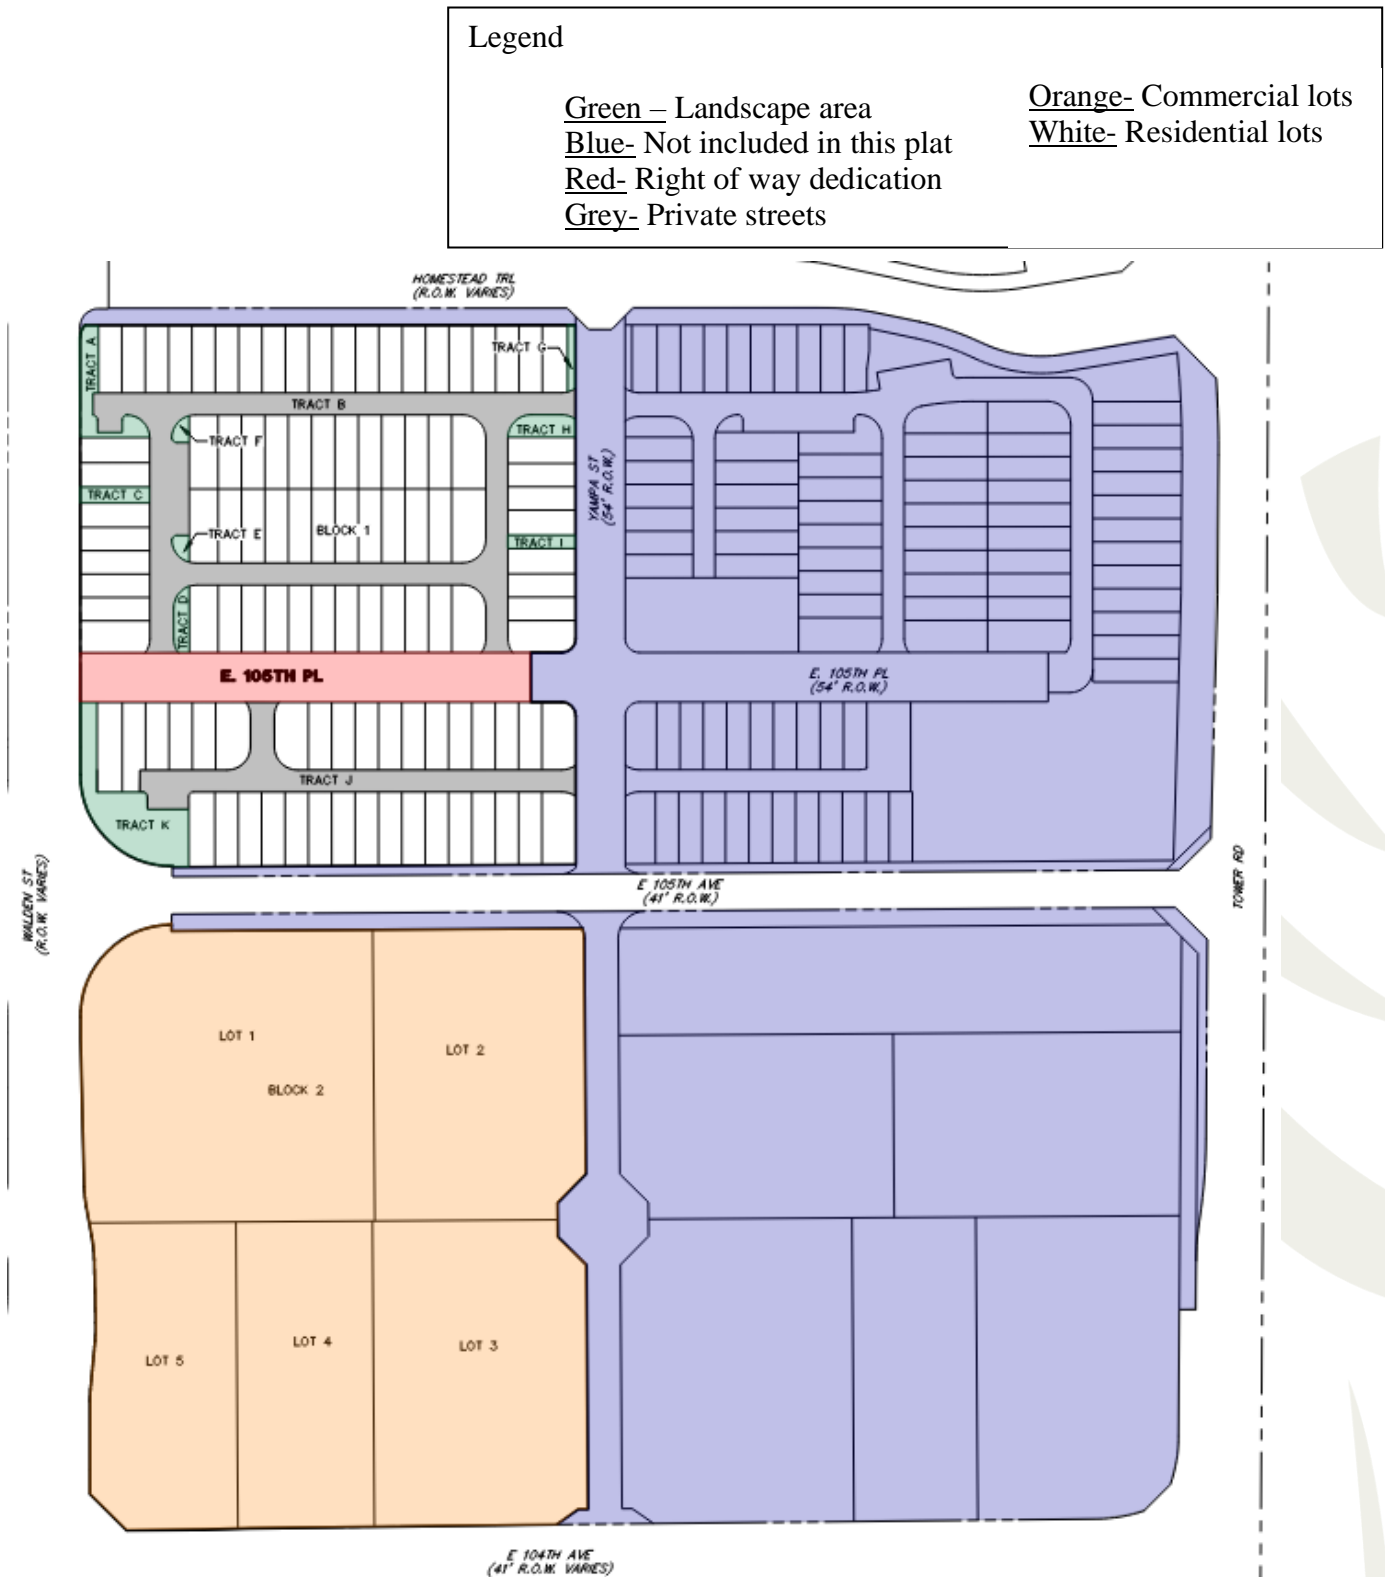 Legend
Green – Landscape area
Blue- Not included in this plat
Red- Right of way dedication
Grey- Private streets
Orange- Commercial lots
White- Residential lots
HOMESTEAD TRL
(R.O.W. VARIES)
TRACT A
TRACT G
TRACT B
TRACT F
TRACT H
TRACT C
YAMPA ST
(54' R.O.W.)
TRACT E
BLOCK 1
TRACT I
TRACT D
E. 105TH PL
E. 105TH PL
(54' R.O.W.)
TRACT J
TRACT K
WALDEN ST
(R.O.W. VARIES)
E 105TH AVE
(41' R.O.W.)
TOWER RD
LOT 1
LOT 2
BLOCK 2
LOT 5
LOT 4
LOT 3
E 104TH AVE
(41' R.O.W. VARIES)